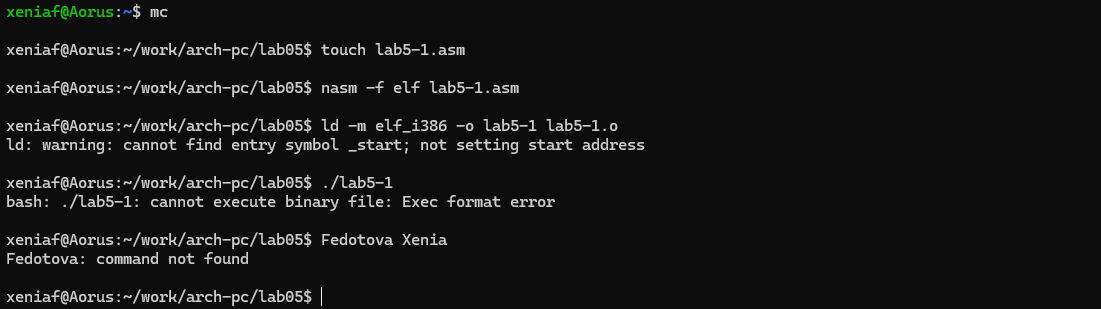 xeniaf@Aorus:~$ mc
xeniaf@Aorus:~/work/arch-pc/lab05$ touch lab5-1.asm
xeniaf@Aorus:~/work/arch-pc/lab05$ nasm -f elf lab5-1.asm
xeniaf@Aorus:~/work/arch-pc/lab05$ ld -m elf_i386 -o lab5-1 lab5-1.o
ld: warning: cannot find entry symbol _start; not setting start address
xeniaf@Aorus:~/work/arch-pc/lab05$ ./lab5-1
bash: ./lab5-1: cannot execute binary file: Exec format error
xeniaf@Aorus:~/work/arch-pc/lab05$ Fedotova Xenia
Fedotova: command not found
xeniaf@Aorus:~/work/arch-pc/lab05$